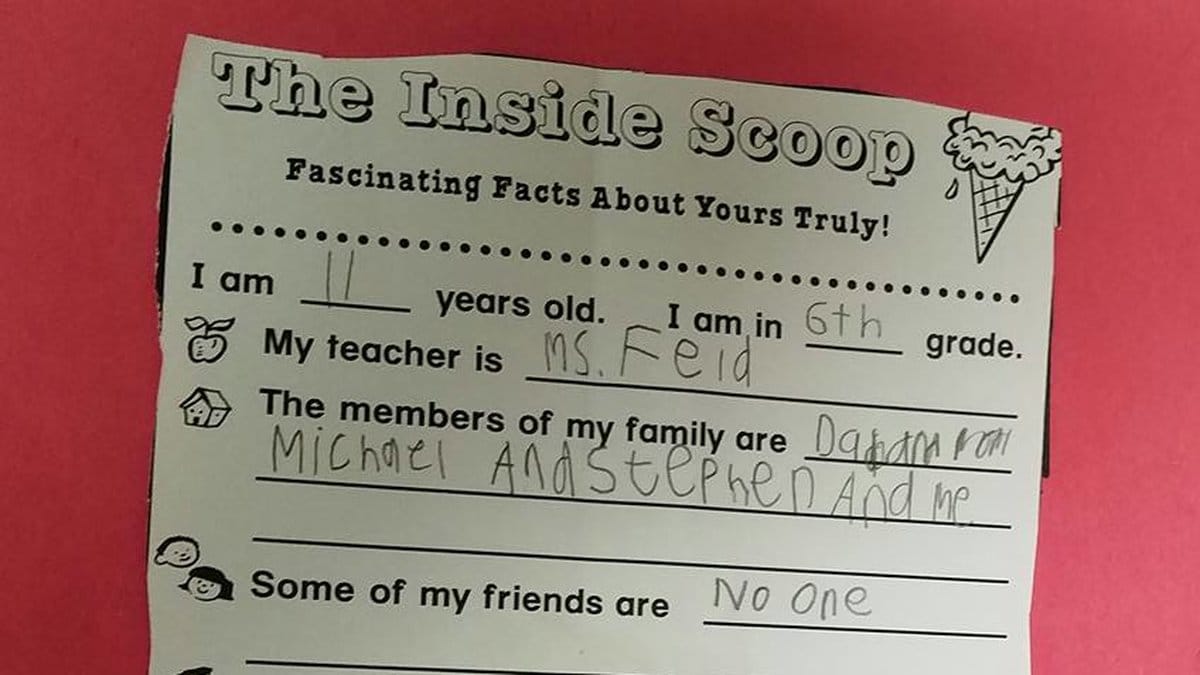 The Inside Scoop
Fascinating Facts About Yours Truly!
I am 11 years old. I am in 6th grade.
My teacher is Ms. Feid
The members of my family are
Michael And Stephen And me
Some of my friends are No One